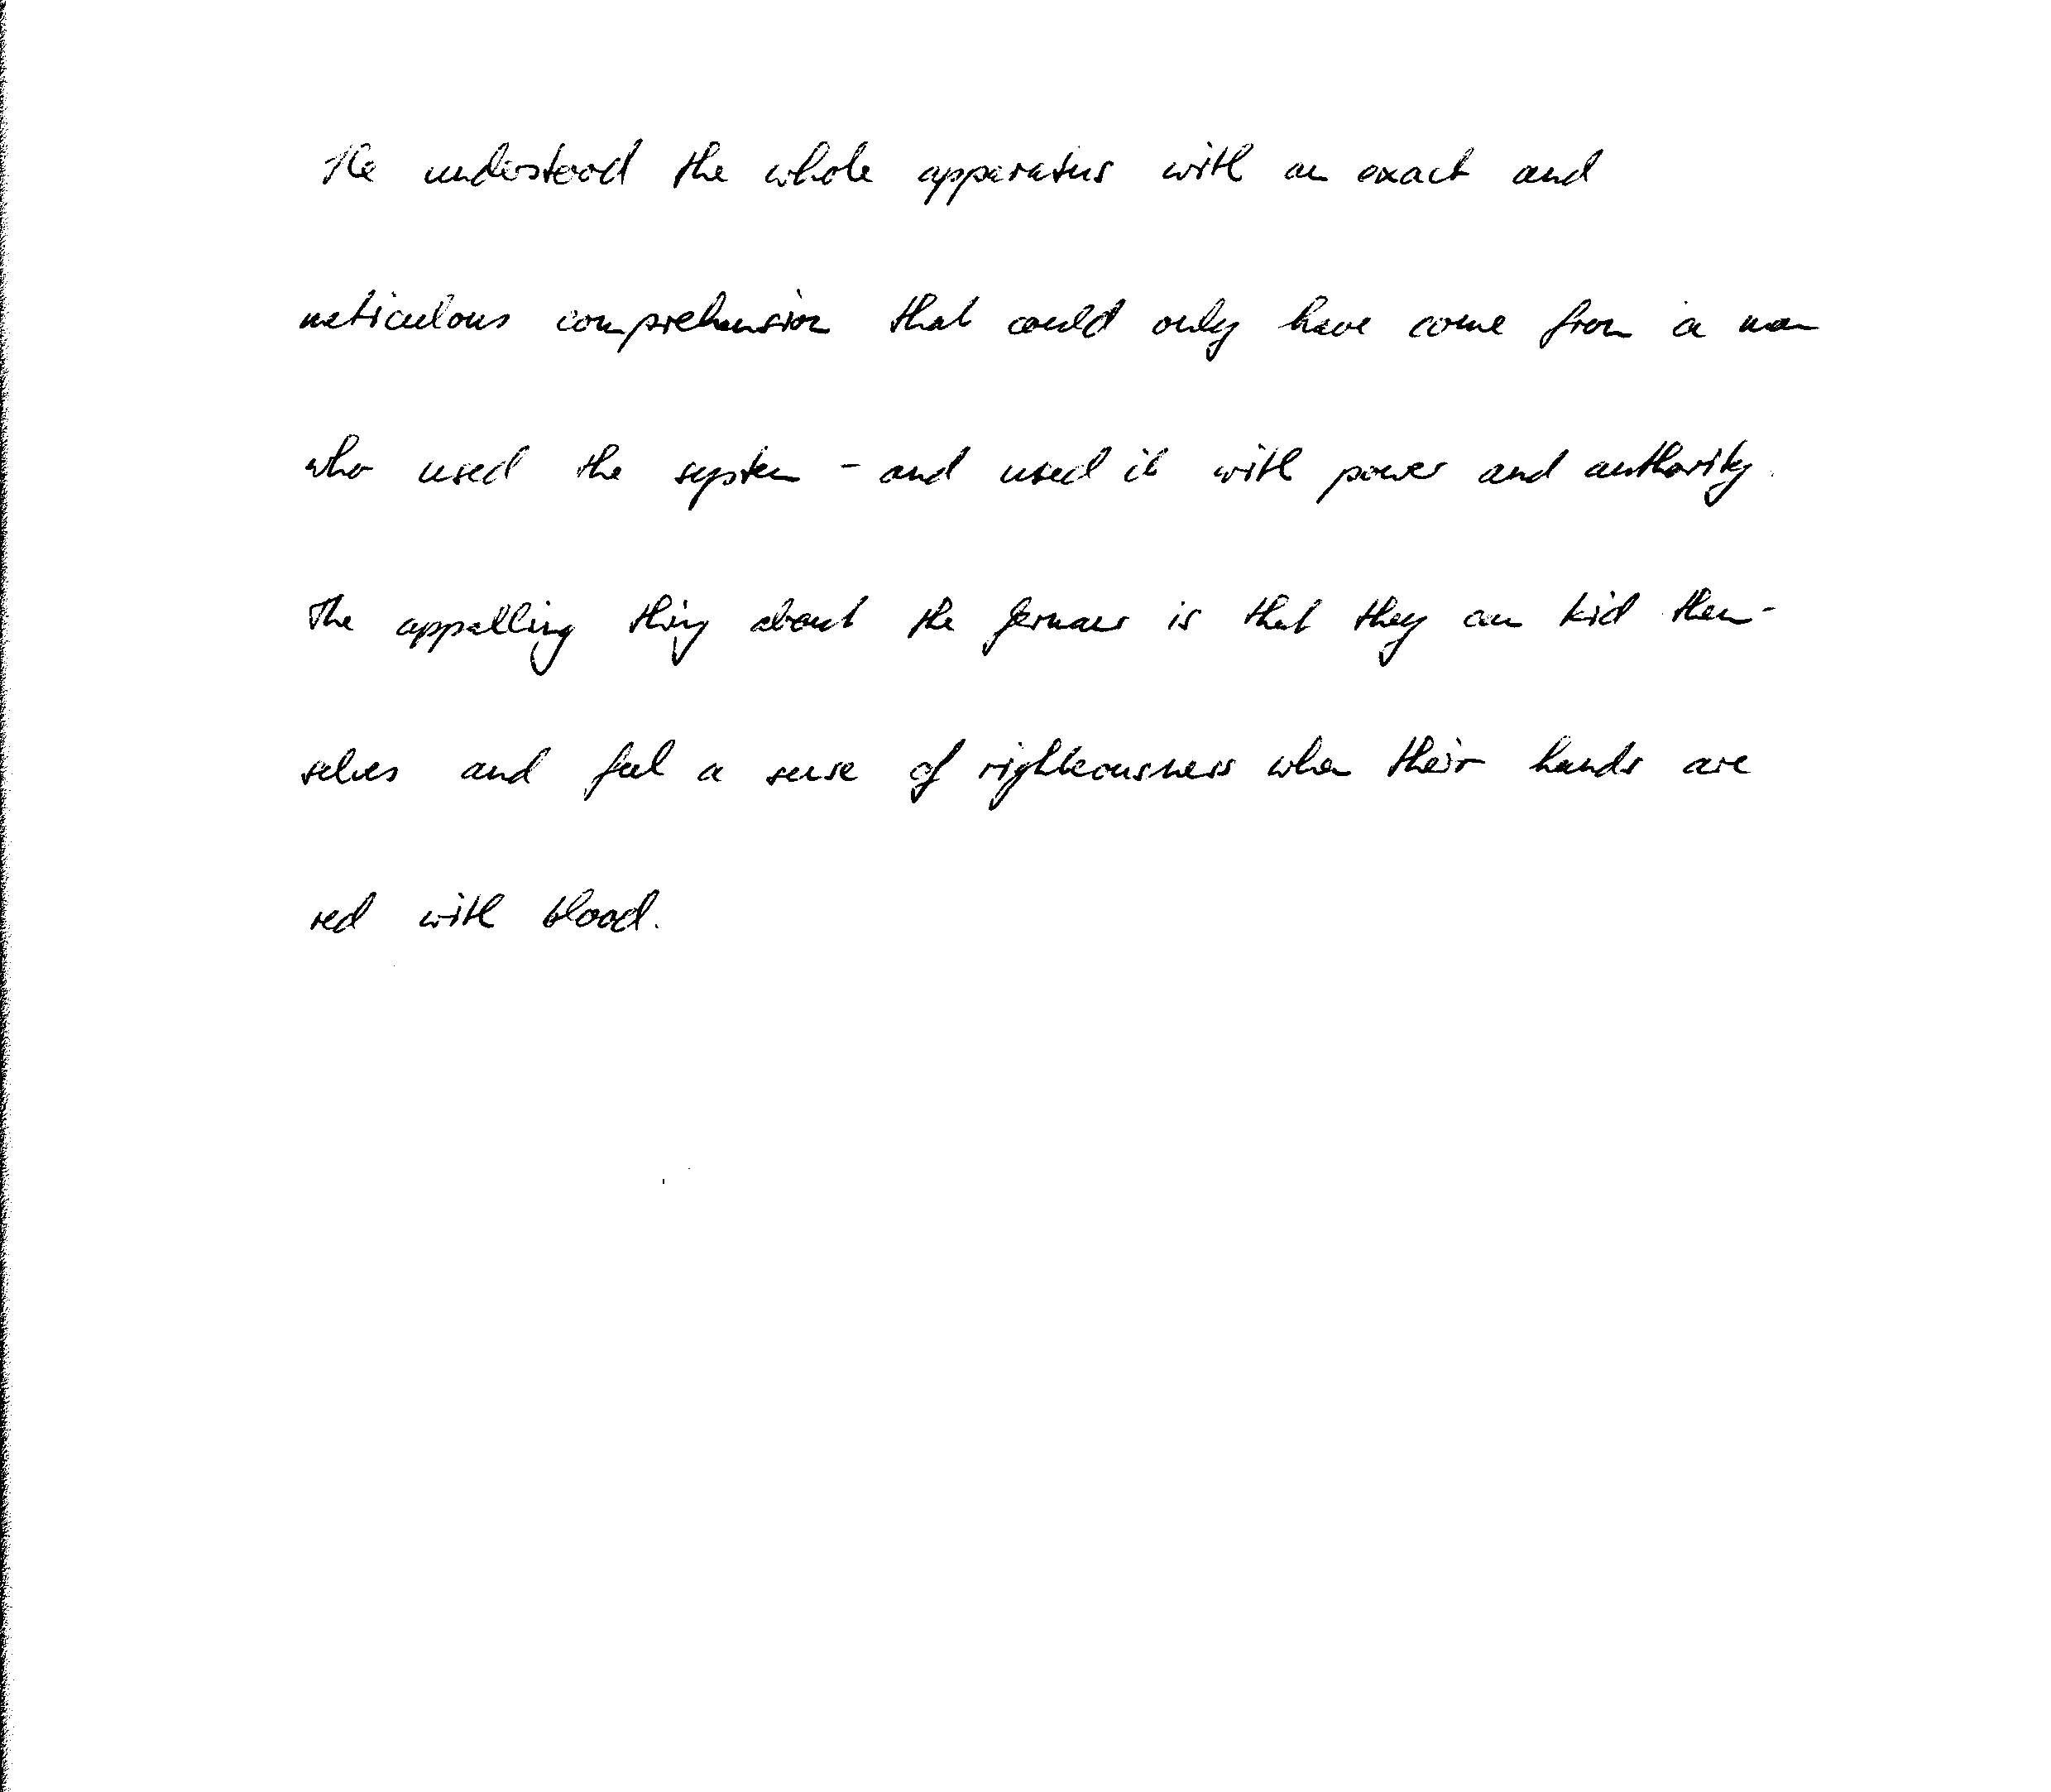 He understood the whole apparatus with an exact and
meticulous comprehension that could only have come from a man
who used the system - and used it with power and authority.
The appalling thing about the Germans is that they can kid them-
selves and feel a sense of righteousness when their hands are
red with blood.